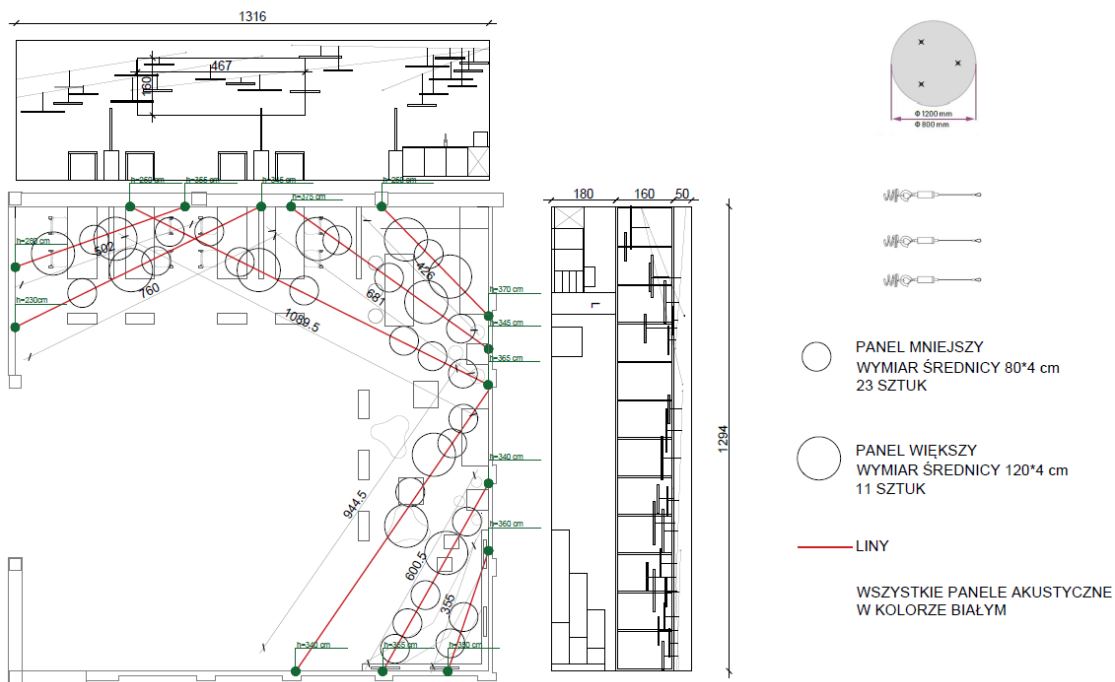 1316
467
160
h=260 cm
h=355 cm
h=345 cm
h=375 cm
h=260 cm
h=280 cm
h=230cm
592
760
1089.5
681
426
h=370 cm
h=345 cm
h=365 cm
h=340 cm
h=360 cm
944.5
600.5
355
h=340 cm
h=355 cm
h=380 cm
180
160
50
1294
Φ 1200 mm
Φ 800 mm
PANEL MNIEJSZY
WYMIAR ŚREDNICY 80*4 cm
23 SZTUK
PANEL WIĘKSZY
WYMIAR ŚREDNICY 120*4 cm
11 SZTUK
LINY
WSZYSTKIE PANELE AKUSTYCZNE
W KOLORZE BIAŁYM